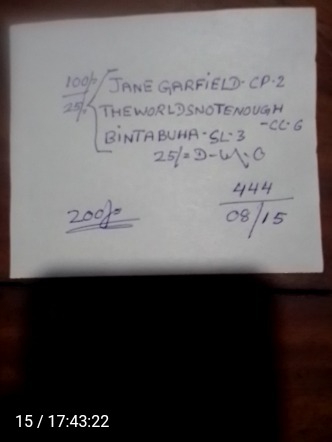 100/=
25/=
JANE GARFIELD-CP-2
THEWORLDSNOTENOUGH
-CC-6
BINTABUHA-SL-3
25/=D-W-
444
200/=
08/15
15 / 17:43:22